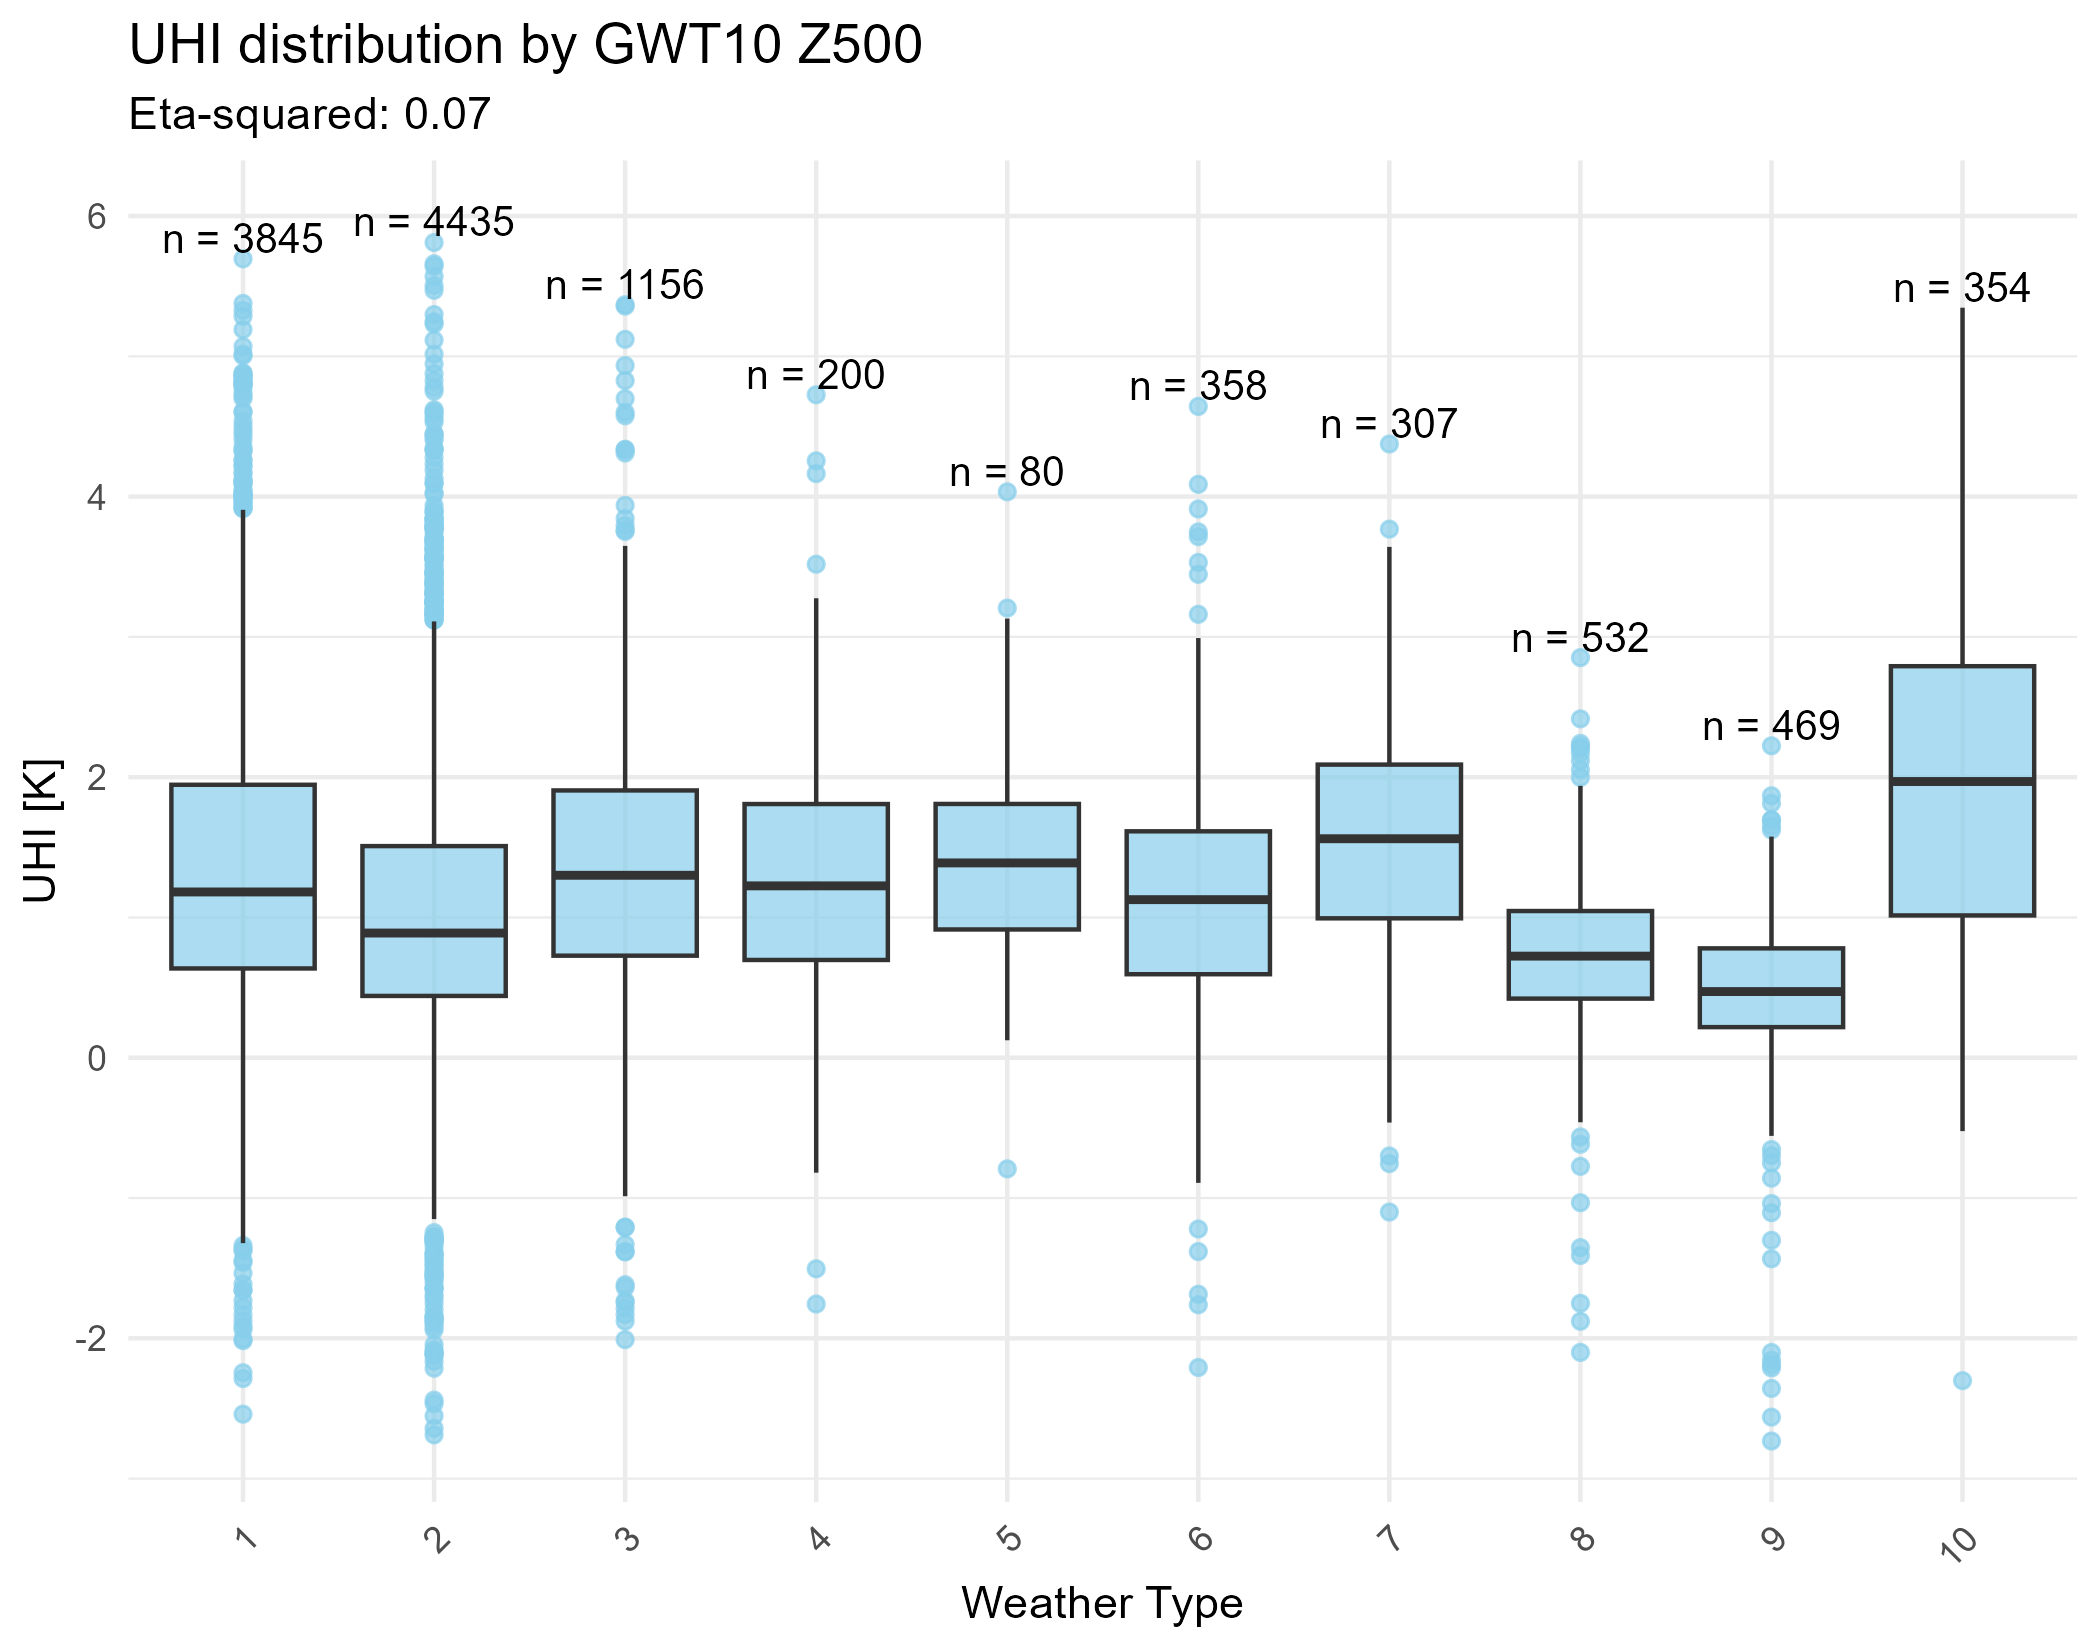 UHI distribution by GWT10 Z500
Eta-squared: 0.07
UHI [K]
6
4
2
0
-2
n = 3845
n = 4435
n = 1156
n = 200
n = 80
n = 358
n = 307
n = 532
n = 469
n = 354
1 2 3 4 5 6 7 8 9 10
Weather Type